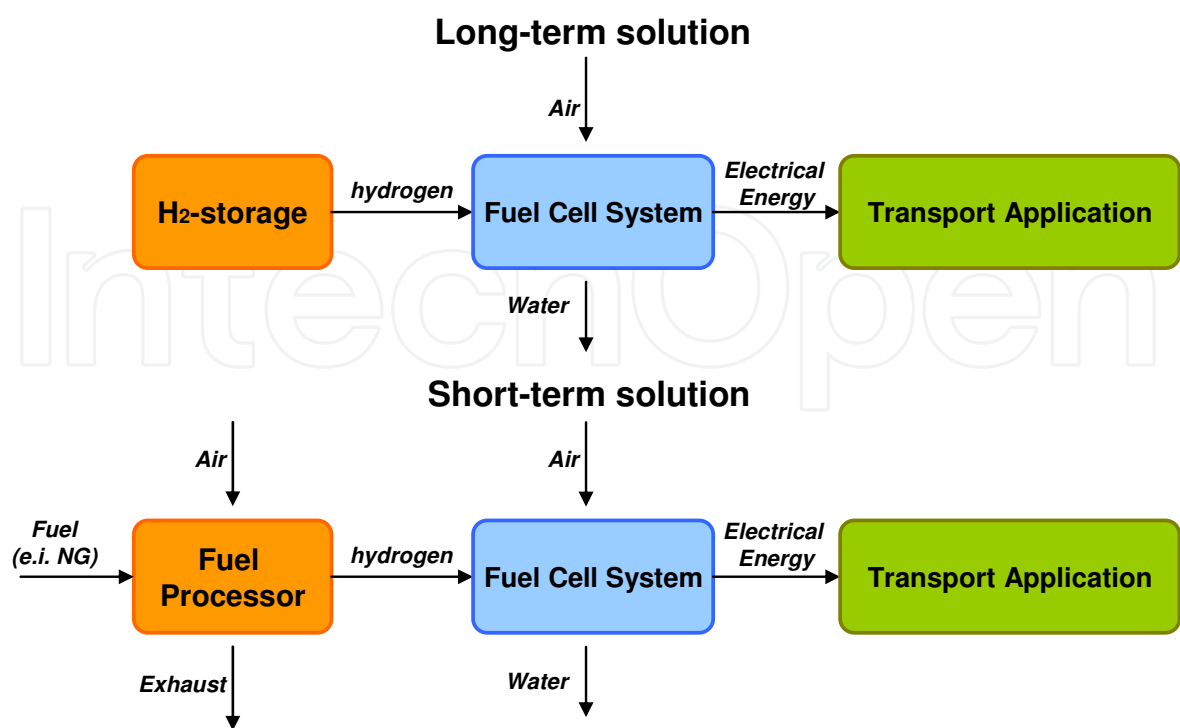 Long-term solution
Air
H2-storage
hydrogen
Fuel Cell System
Electrical
Energy
Transport Application
Water
IntechOpen
Short-term solution
Air
Air
Fuel
(e.i. NG)
Fuel
Processor
hydrogen
Fuel Cell System
Electrical
Energy
Transport Application
Exhaust
Water